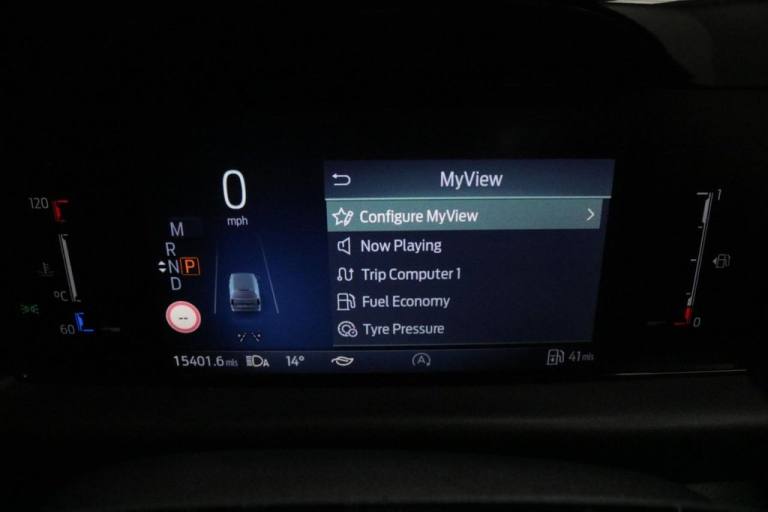 MyView
Configure MyView
Now Playing
Trip Computer 1
Fuel Economy
Tyre Pressure
0
mph
M
R
N P
D
--
120
°C
60
1
0
15401.6 mls 14° A 41 mls